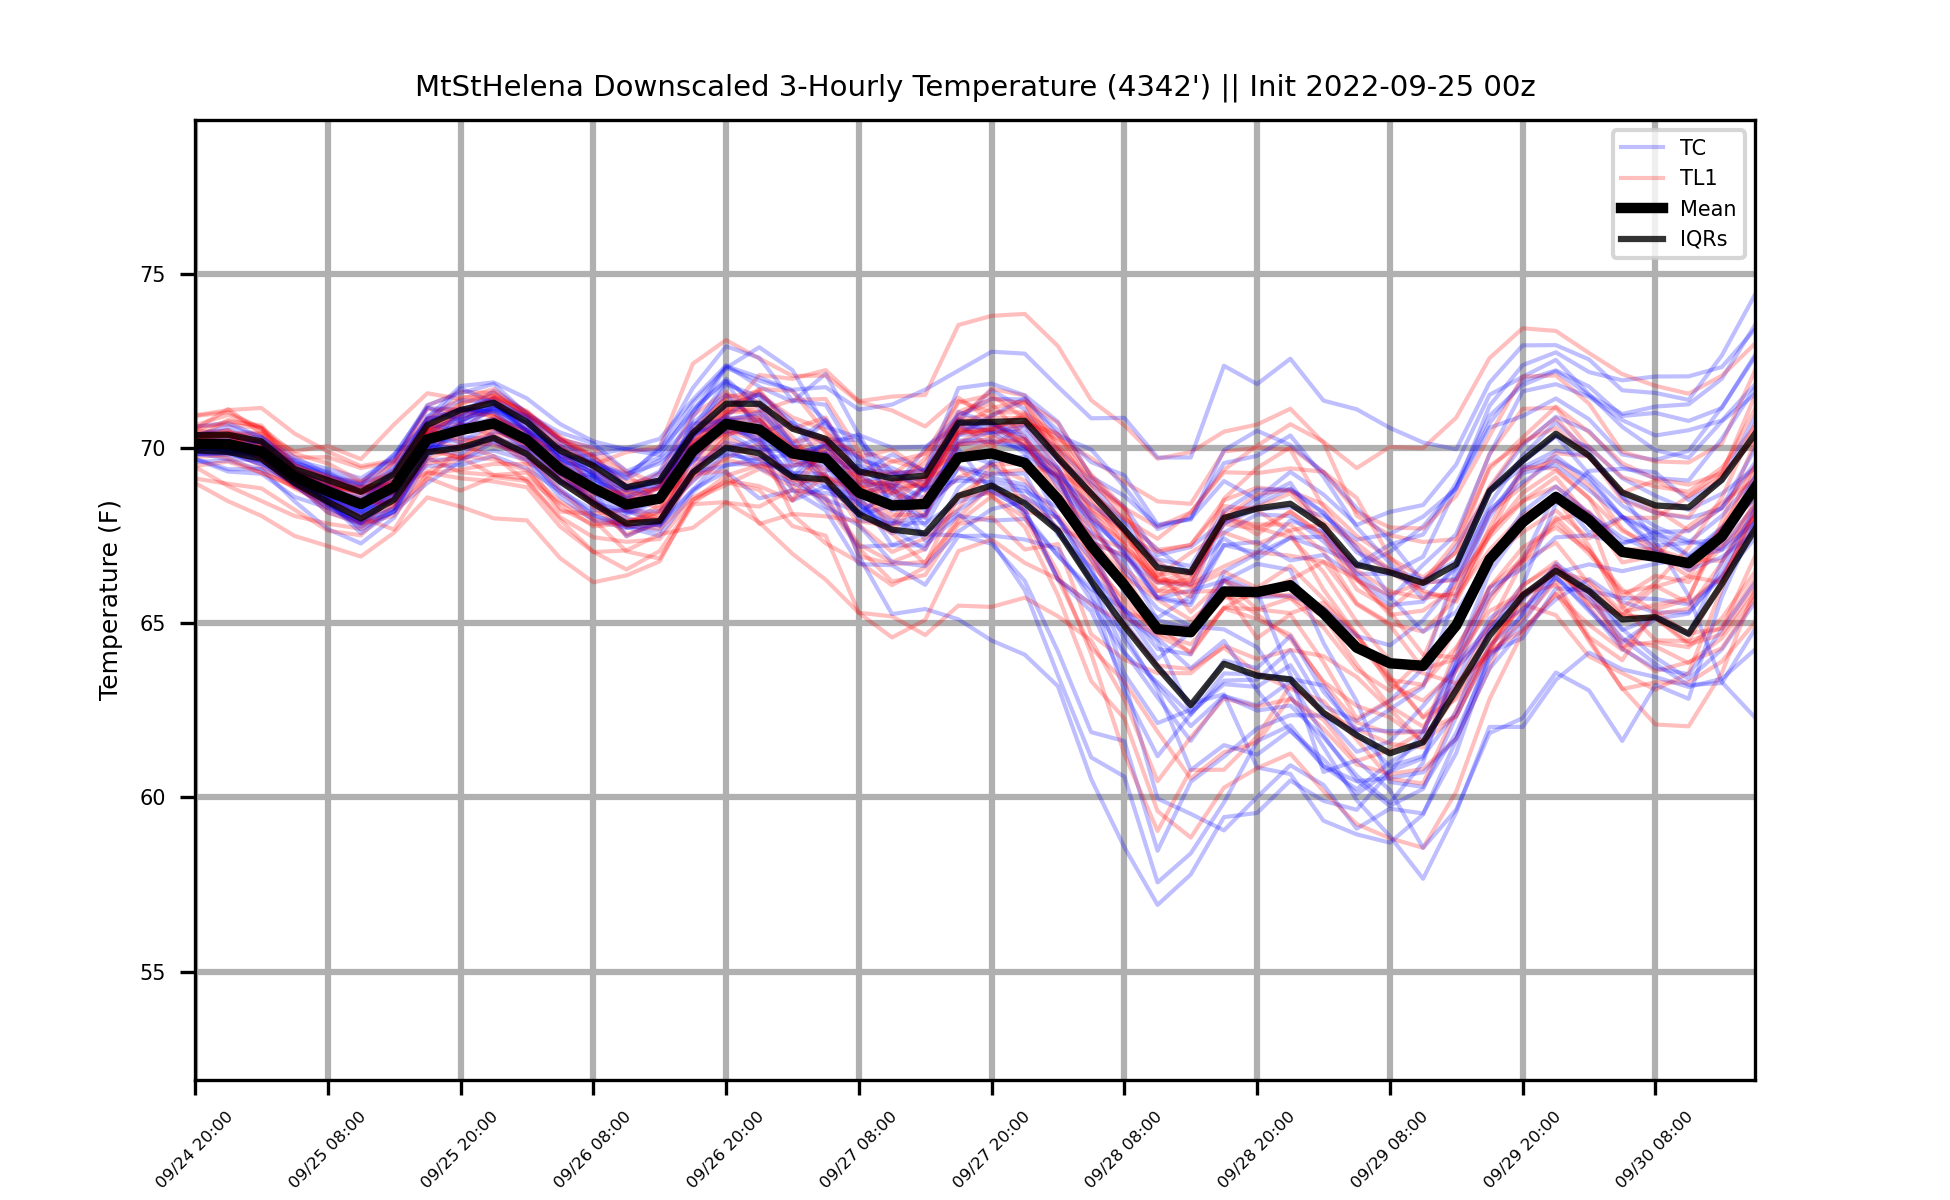 MtStHelena Downscaled 3-Hourly Temperature (4342') || Init 2022-09-25 00z
TC
TL1
Mean
IQRs
Temperature (F)
75
70
65
60
55
09/24 20:00
09/25 08:00
09/25 20:00
09/26 08:00
09/26 20:00
09/27 08:00
09/27 20:00
09/28 08:00
09/28 20:00
09/29 08:00
09/29 20:00
09/30 08:00